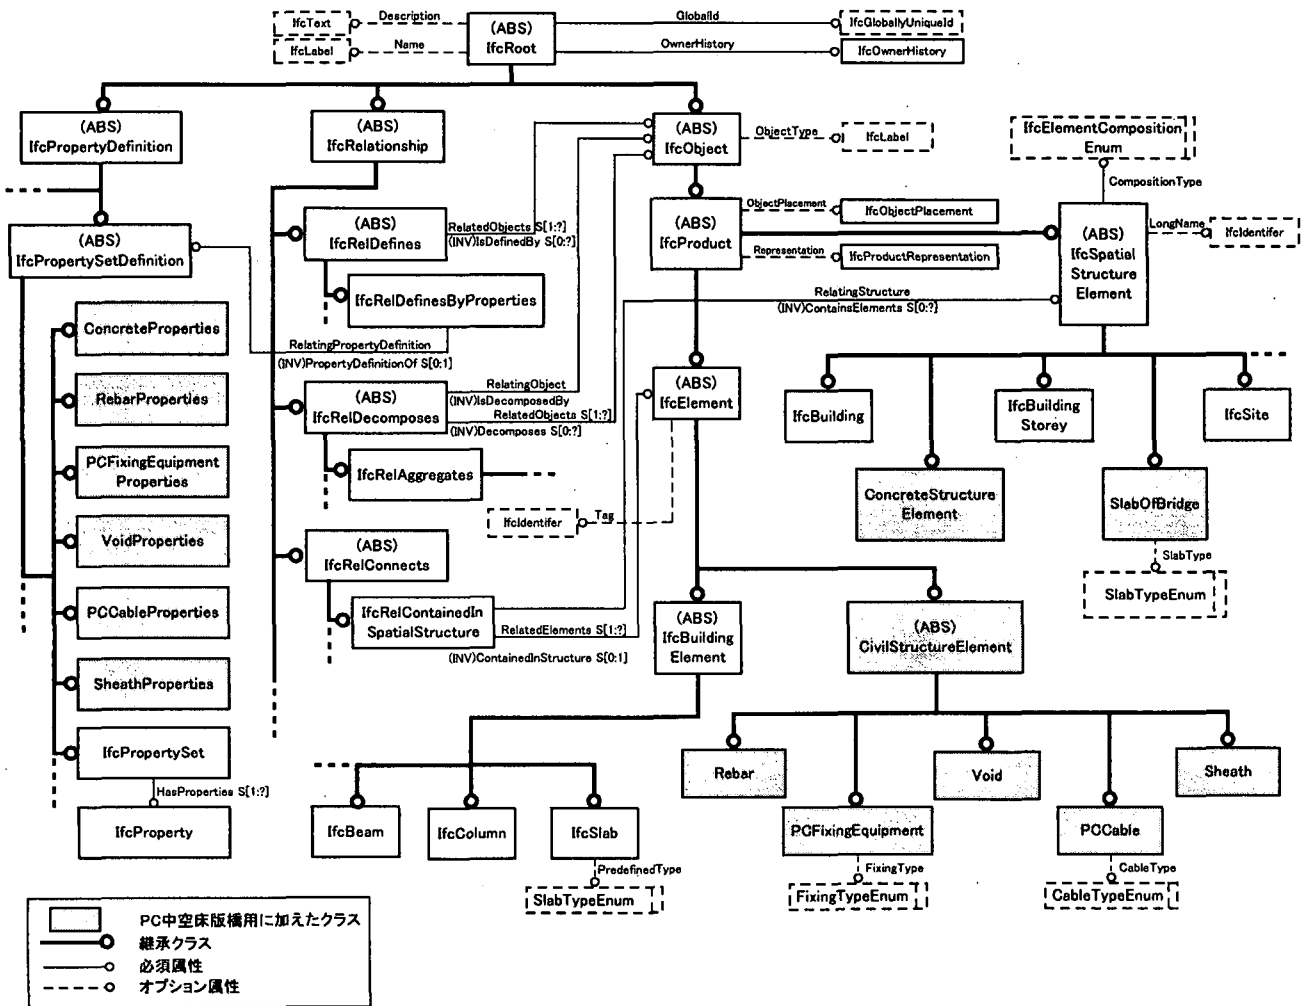 IfcText
Description
(ABS)
IfcRoot
GlobalId
IfcGloballyUniqueId
IfcLabel
Name
OwnerHistory
IfcOwnerHistory
(ABS)
IfcPropertyDefinition
(ABS)
IfcRelationship
(ABS)
IfcObject
ObjectType
IfcLabel
IfcElementComposition
Enum
CompositionType
(ABS)
IfcPropertySetDefinition
(ABS)
IfcRelDefines
RelatedObjects S[1:?]
(INV)IsDefinedBy S[0:?]
(ABS)
IfcProduct
ObjectPlacement
IfcObjectPlacement
Representation
IfcProductRepresentation
(ABS)
IfcSpatial
Structure
Element
LongName
IfcIdentifer
IfcRelDefinesByProperties
RelatingStructure
(INV)ContainsElements S[0:?]
ConcreteProperties
RelatingPropertyDefinition
(INV)PropertyDefinitionOf S[0:1]
RebarProperties
(ABS)
IfcRelDecomposes
RelatingObject
(INV)IsDecomposedBy
RelatedObjects S[1:?]
(INV)Decomposes S[0:?]
(ABS)
IfcElement
IfcBuilding
IfcBuilding
Storey
IfcSite
PCFixingEquipment
Properties
IfcRelAggregates
ConcreteStructure
Element
SlabOfBridge
IfcIdentifer
Tag
VoidProperties
(ABS)
IfcRelConnects
SlabType
SlabTypeEnum
PCCableProperties
IfcRelContainedIn
SpatialStructure
RelatedElements S[1:?]
(INV)ContainedInStructure S[0:1]
(ABS)
IfcBuilding
Element
(ABS)
CivilStructureElement
SheathProperties
IfcPropertySet
HasProperties S[1:?]
IfcProperty
Rebar
Void
Sheath
IfcBeam
IfcColumn
IfcSlab
PCFixingEquipment
PCCable
PredefinedType
SlabTypeEnum
FixingType
FixingTypeEnum
CableType
CableTypeEnum
PC中空床版橋用に加えたクラス
継承クラス
必須属性
オプション属性